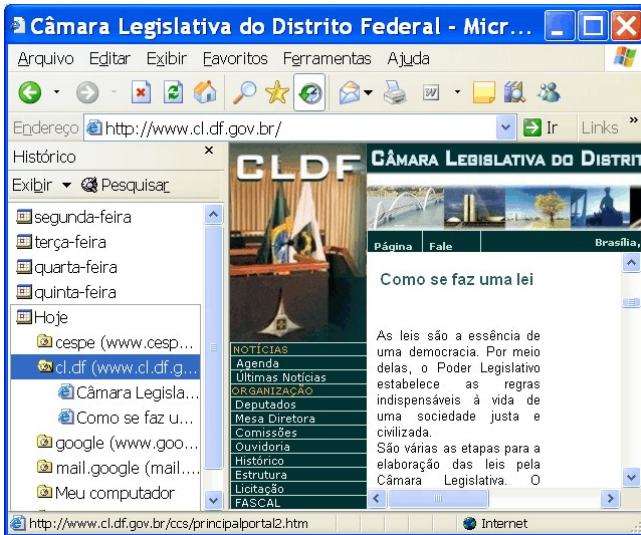 Câmara Legislativa do Distrito Federal - Micr...
Arquivo Editar Exibir Favoritos Ferramentas Ajuda
Endereço http://www.cl.df.gov.br/ Ir Links »
Histórico ×
Exibir Pesquisar
segunda-feira
terça-feira
quarta-feira
quinta-feira
Hoje
cespe (www.cesp...
cl.df (www.cl.df.g...
Câmara Legisla...
Como se faz u...
google (www.goo...
mail.google (mail....
Meu computador
CLDF
NOTÍCIAS
Agenda
Últimas Notícias
ORGANIZAÇÃO
Deputados
Mesa Diretora
Comissões
Ouvidoria
Histórico
Estrutura
Licitação
FASCAL
CÂMARA LEGISLATIVA DO DISTRIT
Página Fale Brasília,
Como se faz uma lei
As leis são a essência de
uma democracia. Por meio
delas, o Poder Legislativo
estabelece as regras
indispensáveis à vida de
uma sociedade justa e
civilizada.
São várias as etapas para a
elaboração das leis pela
Câmara Legislativa. O
http://www.cl.df.gov.br/ccs/principalportal2.htm Internet